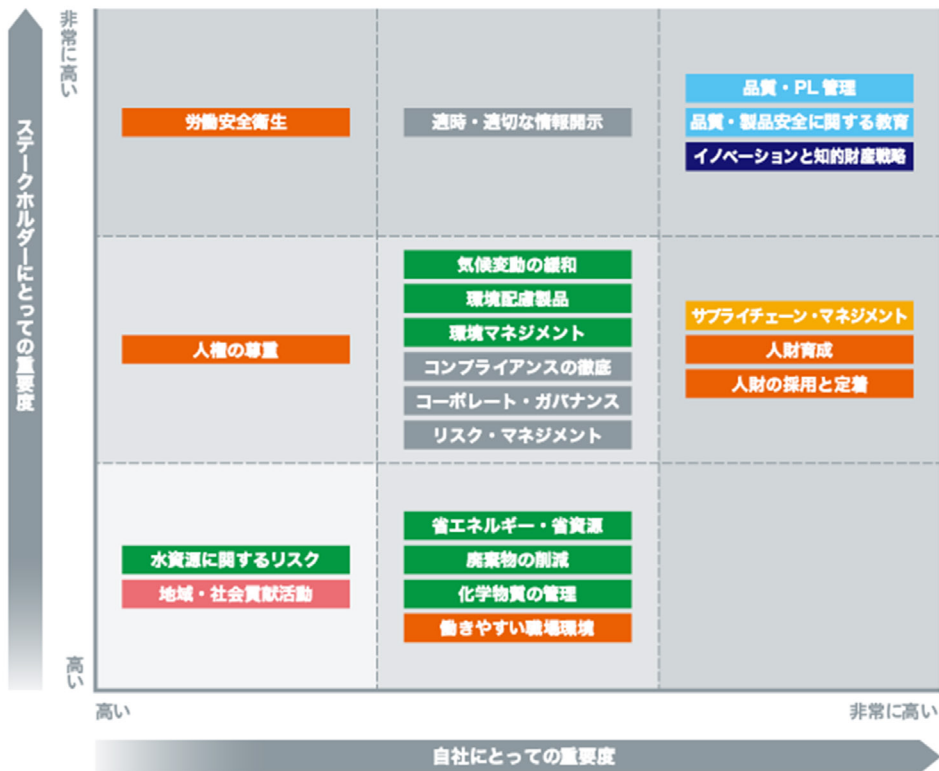 ステークホルダーにとっての重要度
非常に高い
高い
労働安全衛生
適時・適切な情報開示
品質・PL 管理
品質・製品安全に関する教育
イノベーションと知的財産戦略
人権の尊重
気候変動の緩和
環境配慮製品
環境マネジメント
コンプライアンスの徹底
コーポレート・ガバナンス
リスク・マネジメント
サプライチェーン・マネジメント
人財育成
人財の採用と定着
水資源に関するリスク
地域・社会貢献活動
省エネルギー・省資源
廃棄物の削減
化学物質の管理
働きやすい職場環境
高い
非常に高い
自社にとっての重要度